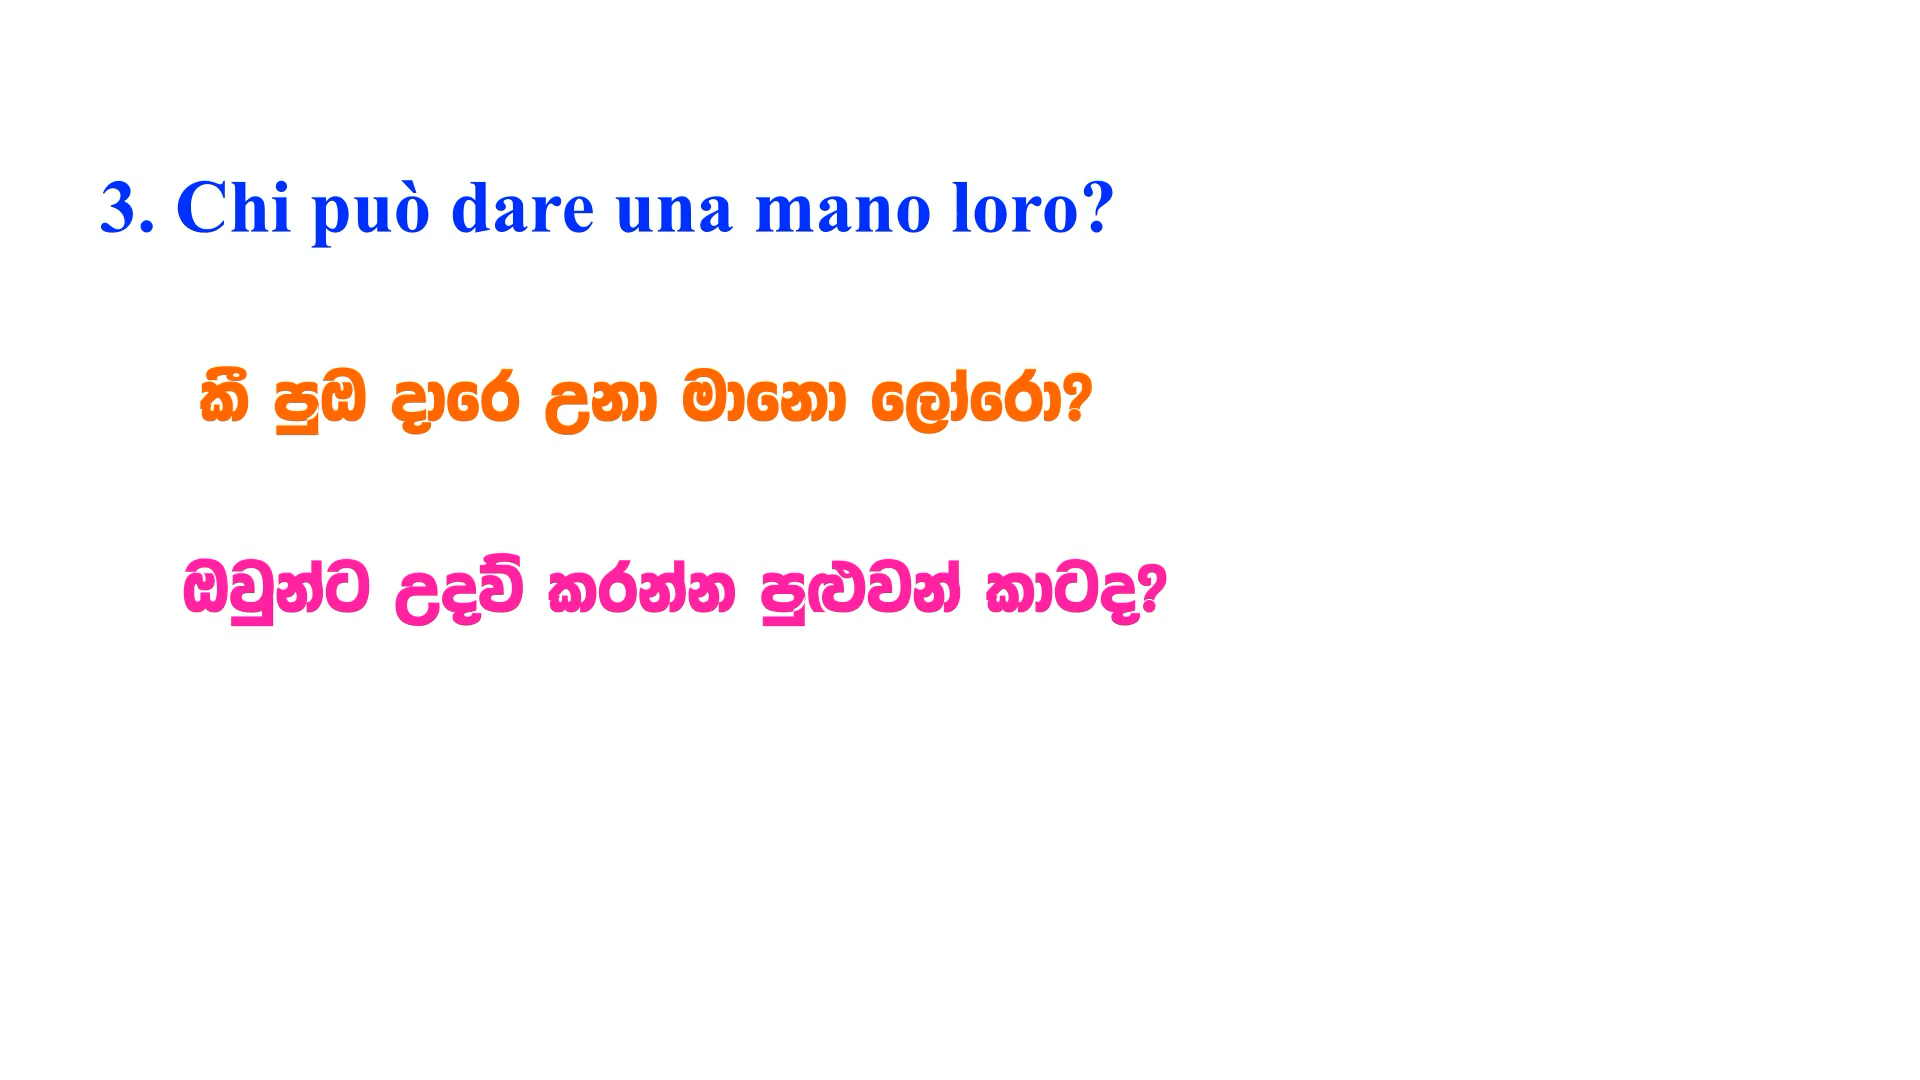 3. Chi può dare una mano loro?
කී පුඔ දාරෙ උනා මානො ලෝරො?
ඔවුන්ට උදව් කරන්න පුළුවන් කාටද?